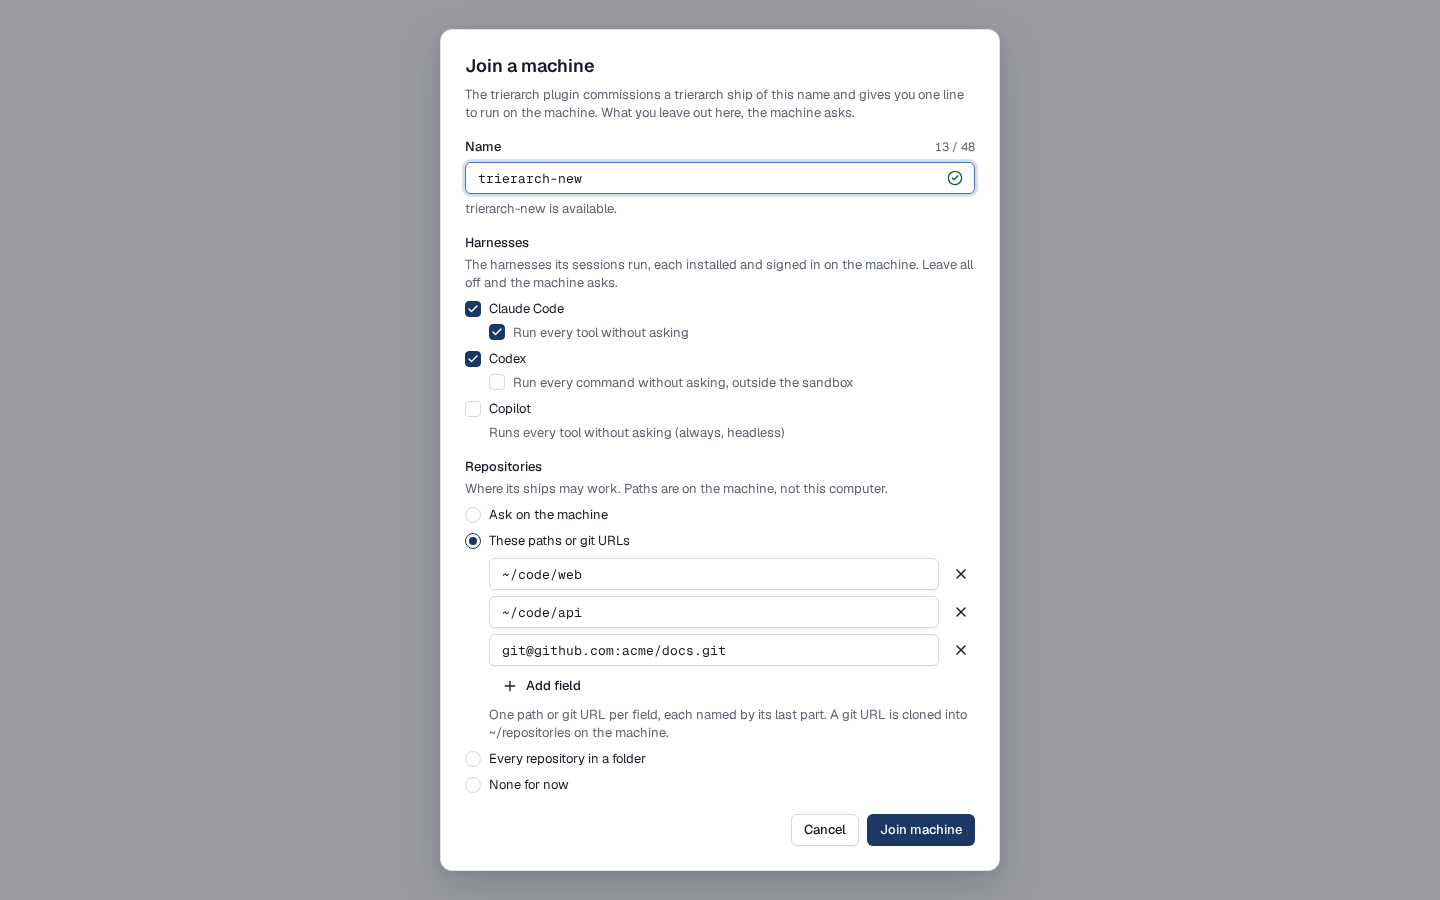 Join a machine
The trierarch plugin commissions a trierarch ship of this name and gives you one line
to run on the machine. What you leave out here, the machine asks.
Name
13 / 48
trierarch-new
trierarch-new is available.
Harnesses
The harnesses its sessions run, each installed and signed in on the machine. Leave all
off and the machine asks.
Claude Code
Run every tool without asking
Codex
Run every command without asking, outside the sandbox
Copilot
Runs every tool without asking (always, headless)
Repositories
Where its ships may work. Paths are on the machine, not this computer.
Ask on the machine
These paths or git URLs
~/code/web
~/code/api
git@github.com:acme/docs.git
Add field
One path or git URL per field, each named by its last part. A git URL is cloned into
~/repositories on the machine.
Every repository in a folder
None for now
Cancel
Join machine